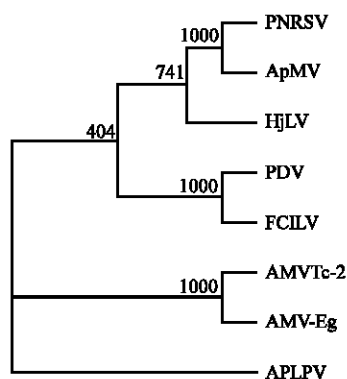 PNRSV
1000
ApMV
741
HjLV
404
PDV
1000
FCILV
AMVTc-2
1000
AMV-Eg
APLPV